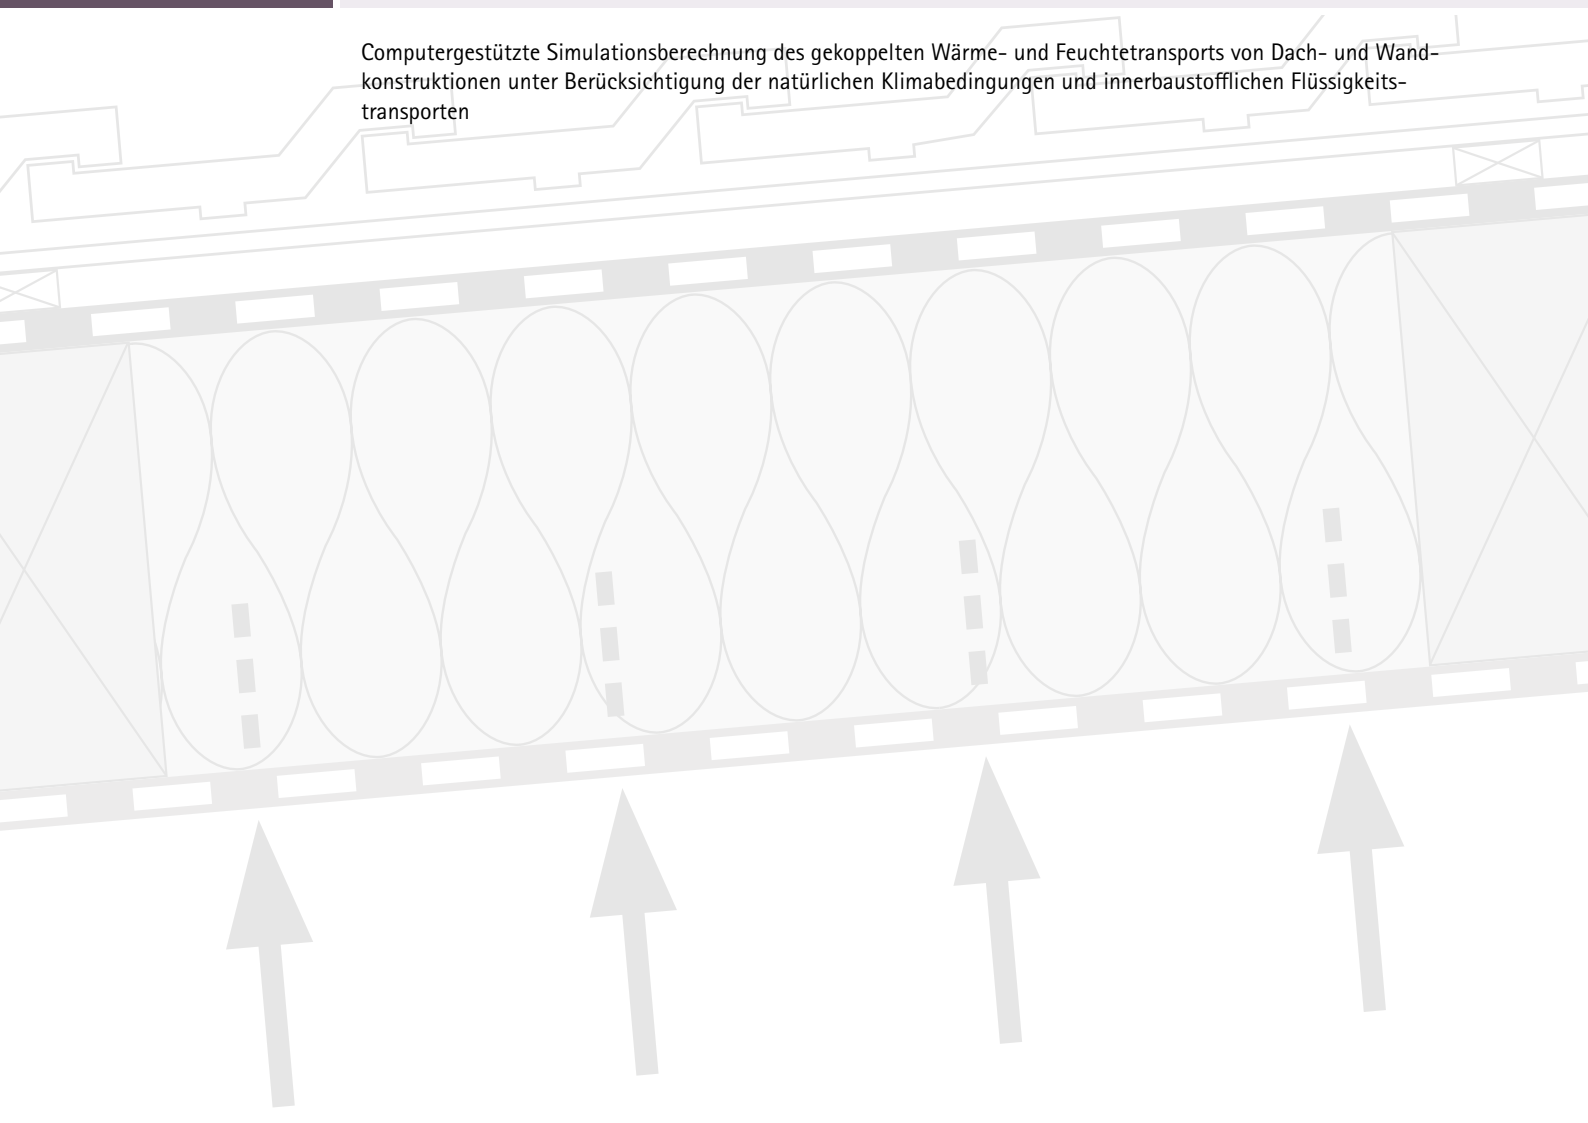 Computergestützte Simulationsberechnung des gekoppelten Wärme- und Feuchtetransports von Dach- und Wand-
konstruktionen unter Berücksichtigung der natürlichen Klimabedingungen und innerbaustofflichen Flüssigkeits-
transporten